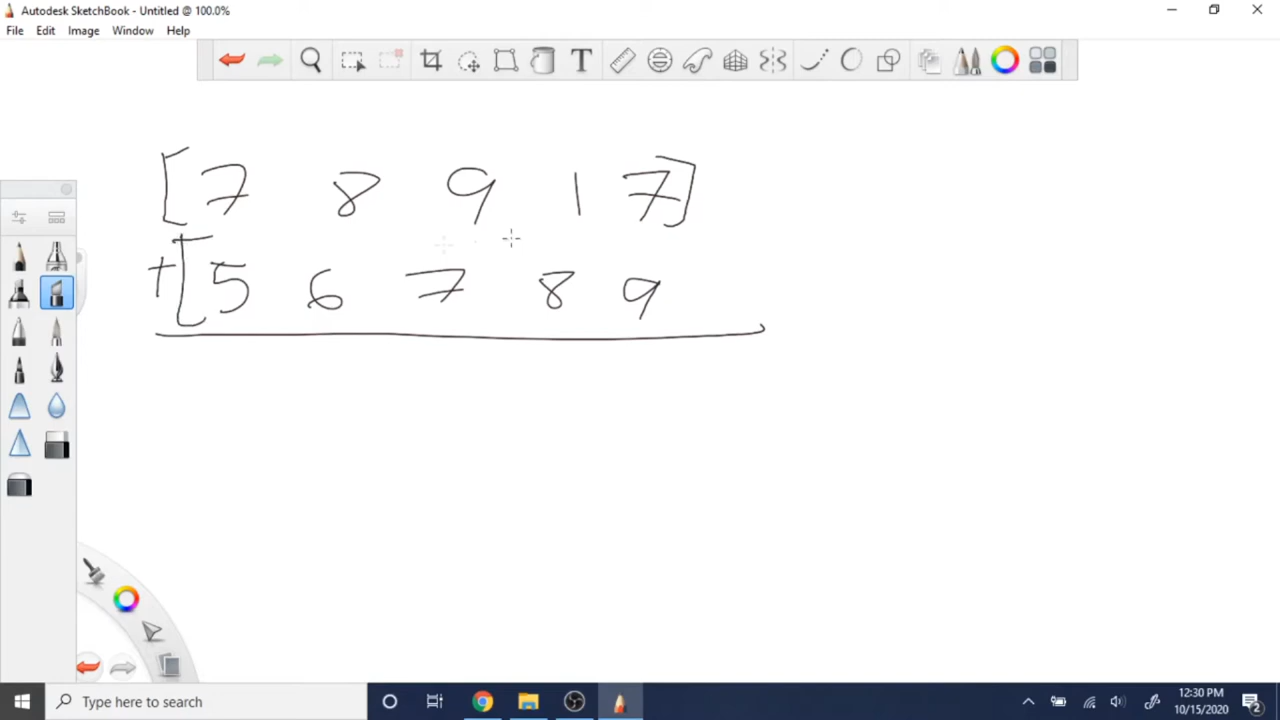 Autodesk SketchBook - Untitled @ 100.0%
File Edit Image Window Help
T
[7 8 9 1 7]
+[5 6 7 8 9
Type here to search
12:30 PM
10/15/2020
2